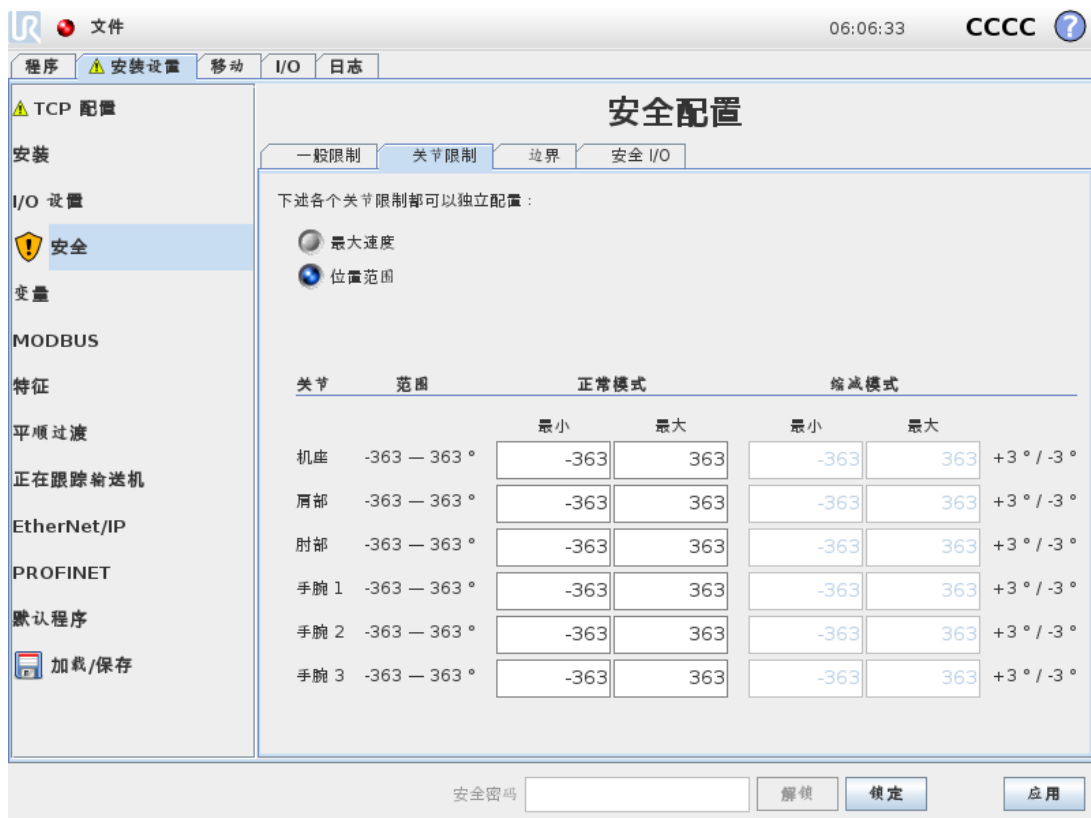 UR 文件 06:06:33 CCCC ?
程序 安装设置 移动 I/O 日志
TCP 配置
安装
I/O 设置
安全
变量
MODBUS
特征
平顺过渡
正在跟踪输送机
EtherNet/IP
PROFINET
默认程序
加载/保存
安全配置
一般限制 关节限制 边界 安全 I/O
下述各个关节限制都可以独立配置：
最大速度
位置范围
关节 范围 正常模式 缩减模式
最小 最大 最小 最大
机座 -363 — 363 ° -363 363 -363 363 +3 ° / -3 °
肩部 -363 — 363 ° -363 363 -363 363 +3 ° / -3 °
肘部 -363 — 363 ° -363 363 -363 363 +3 ° / -3 °
手腕 1 -363 — 363 ° -363 363 -363 363 +3 ° / -3 °
手腕 2 -363 — 363 ° -363 363 -363 363 +3 ° / -3 °
手腕 3 -363 — 363 ° -363 363 -363 363 +3 ° / -3 °
安全密码 解锁 锁定 应用